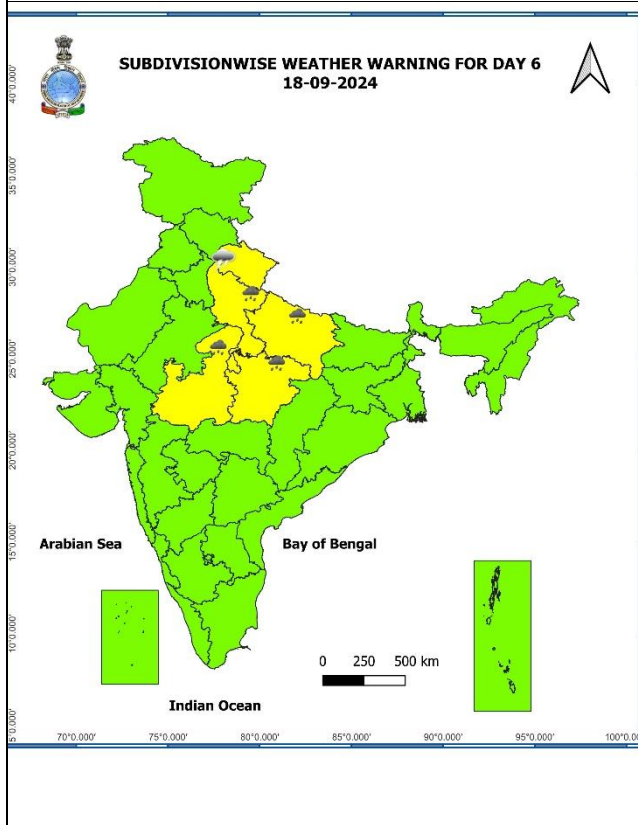 SUBDIVISIONWISE WEATHER WARNING FOR DAY 6
18-09-2024
40°0.000'
35°0.000'
30°0.000'
25°0.000'
20°0.000'
15°0.000'
10°0.000'
5°0.000'
Arabian Sea
Bay of Bengal
0 250 500 km
Indian Ocean
70°0.000' 75°0.000' 80°0.000' 85°0.000' 90°0.000' 95°0.000' 100°0.00